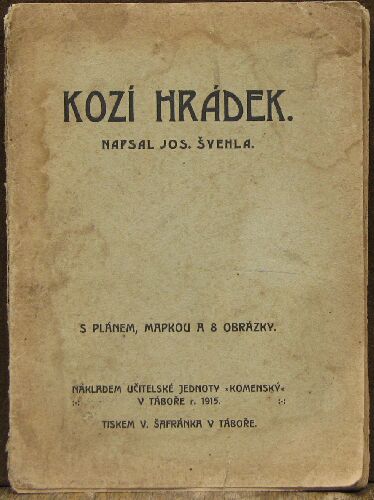 KOZÍ HRÁDEK.
NAPSAL JOS. ŠVEHLA.
S PLÁNEM, MAPKOU A 8 OBRÁZKY.
NÁKLADEM UČITELSKÉ JEDNOTY »KOMENSKÝ«
:-: V TÁBOŘE r. 1915. :-:
TISKEM V. ŠAFRÁNKA V TÁBOŘE.